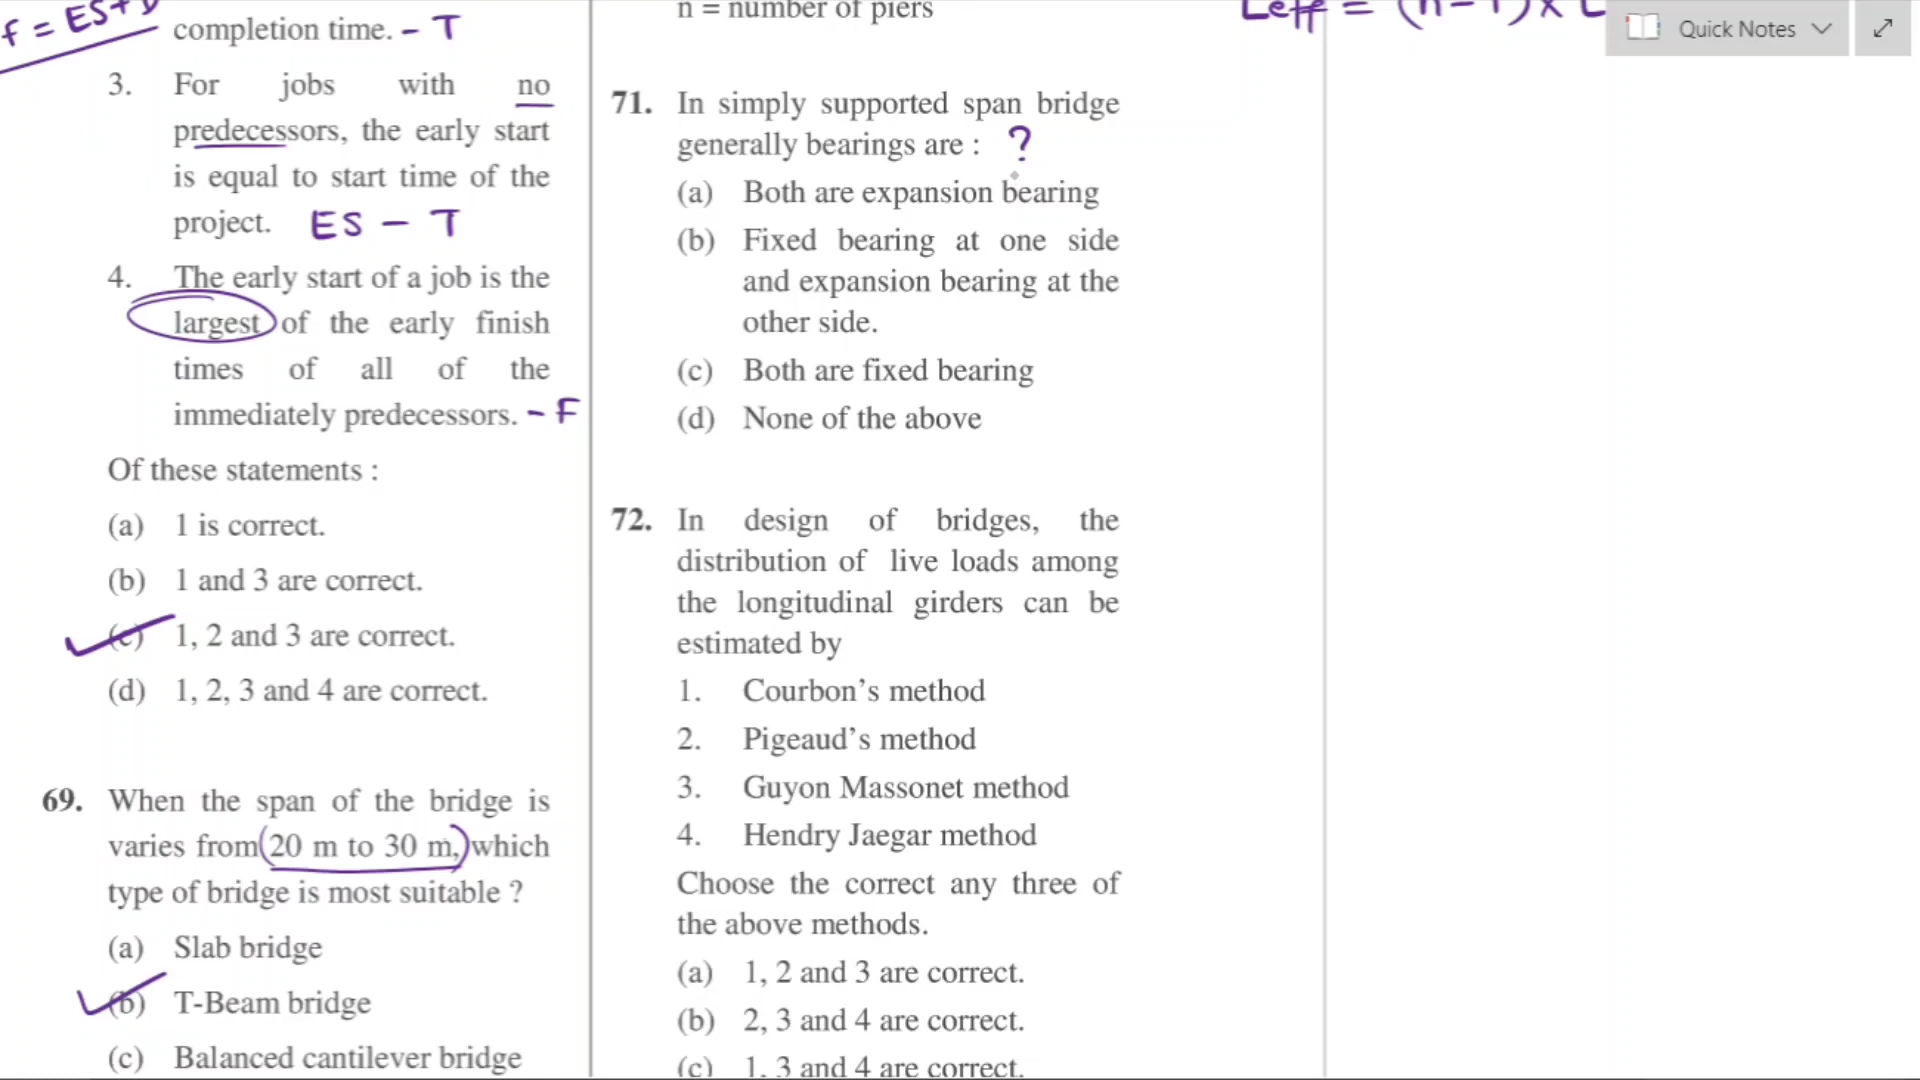 f = ES+D
completion time. - T
3. For jobs with no
predecessors, the early start
is equal to start time of the
project. ES - T
4. The early start of a job is the
largest of the early finish
times of all of the
immediately predecessors. - F
Of these statements :
(a) 1 is correct.
(b) 1 and 3 are correct.
(c) 1, 2 and 3 are correct.
(d) 1, 2, 3 and 4 are correct.
69. When the span of the bridge is
varies from (20 m to 30 m,) which
type of bridge is most suitable ?
(a) Slab bridge
(b) T-Beam bridge
(c) Balanced cantilever bridge
n = number of piers
71. In simply supported span bridge
generally bearings are : ?
(a) Both are expansion bearing
(b) Fixed bearing at one side
and expansion bearing at the
other side.
(c) Both are fixed bearing
(d) None of the above
72. In design of bridges, the
distribution of live loads among
the longitudinal girders can be
estimated by
1. Courbon’s method
2. Pigeaud’s method
3. Guyon Massonet method
4. Hendry Jaegar method
Choose the correct any three of
the above methods.
(a) 1, 2 and 3 are correct.
(b) 2, 3 and 4 are correct.
(c) 1, 3 and 4 are correct.
Leff = (n-1) x L
Quick Notes